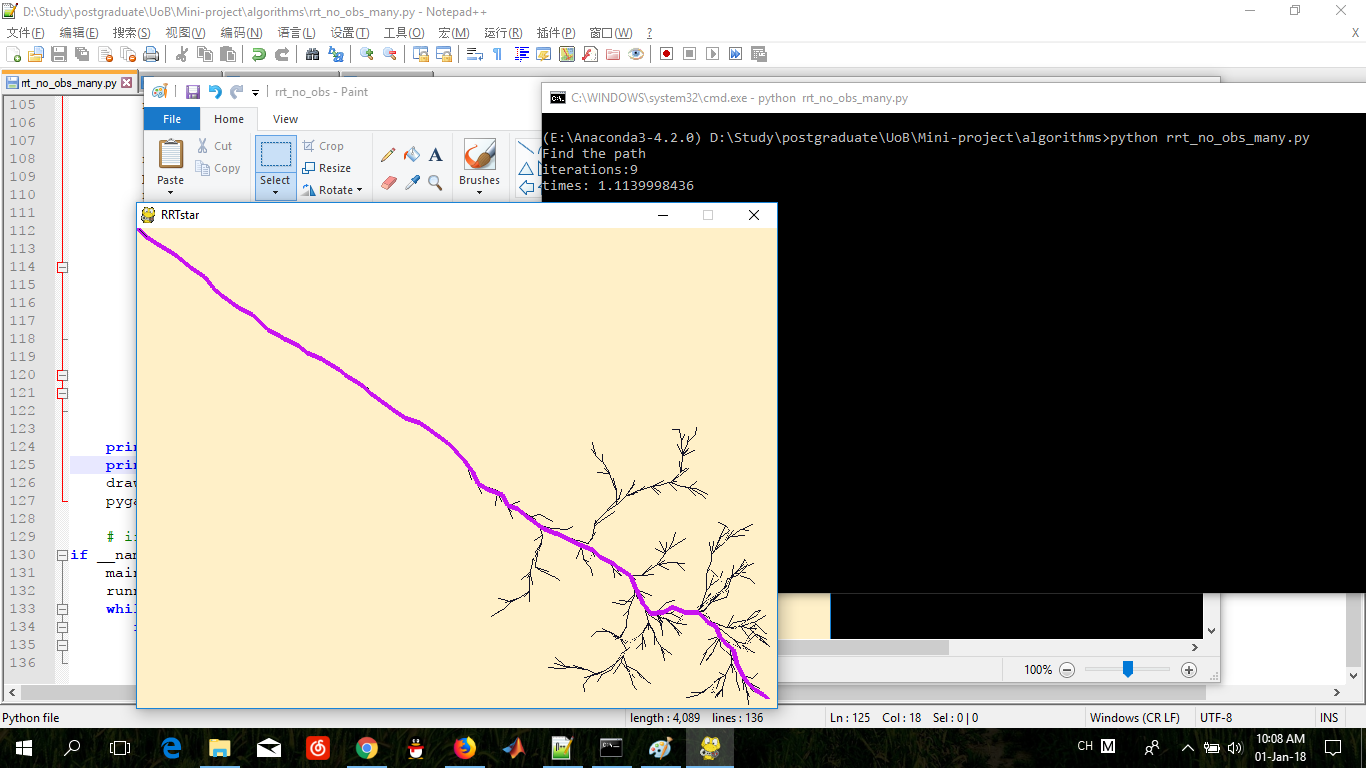 D:\Study\postgraduate\UoB\Mini-project\algorithms\rrt_no_obs_many.py - Notepad++
文件(F) 编辑(E) 搜索(S) 视图(V) 编码(N) 语言(L) 设置(T) 工具(O) 宏(M) 运行(R) 插件(P) 窗口(W) ?
X
rrt_no_obs_many.py
rrt_no_obs - Paint
File Home View
Cut
Copy
Paste
Select
Crop
Resize
Rotate
Brushes
C:\WINDOWS\system32\cmd.exe - python rrt_no_obs_many.py
(E:\Anaconda3-4.2.0) D:\Study\postgraduate\UoB\Mini-project\algorithms>python rrt_no_obs_many.py
Find the path
iterations:9
times: 1.1139998436
RRTstar
105
106
107
108
109
110
111
112
113
114
115
116
117
118
119
120
121
122
123
124 prin
125 prin
126 draw
127 pyga
128
129 # i
130 if __nam
131 main
132 runn
133 whil
134
135
136
100%
Python file length : 4,089 lines : 136 Ln : 125 Col : 18 Sel : 0 | 0 Windows (CR LF) UTF-8 INS
CH M
10:08 AM
01-Jan-18